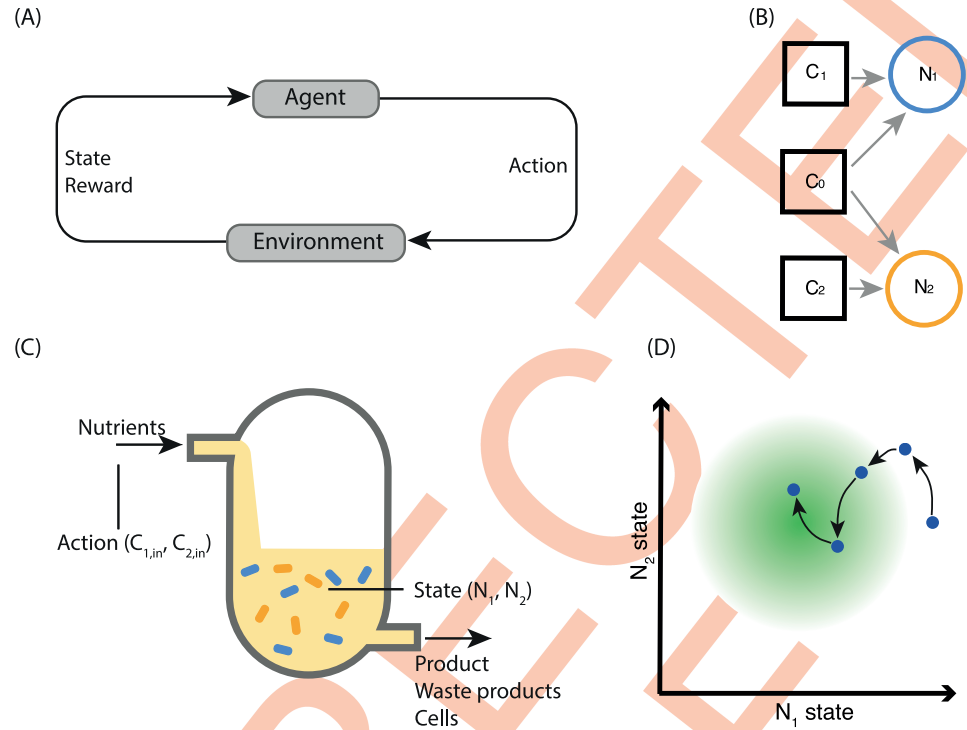 (A)
Agent
State
Reward
Action
Environment
(B)
C1
N1
C0
C2
N2
(C)
Nutrients
Action (C1,in, C2,in)
State (N1, N2)
Product
Waste products
Cells
(D)
N2 state
N1 state